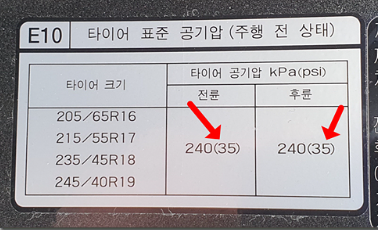 E10 타이어 표준 공기압 (주행 전 상태)
타이어 크기 타이어 공기압 kPa(psi)
전륜 후륜
205/65R16
215/55R17
235/45R18
245/40R19
240(35) 240(35)